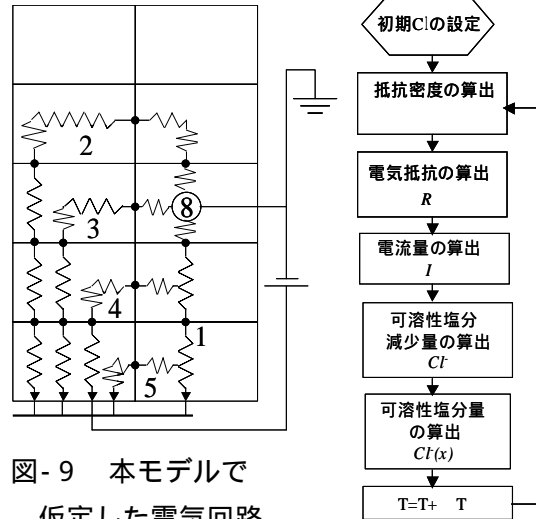 2
3
8
4
1
5
図-9 本モデルで
仮定した電気回路
初期Clの設定
抵抗密度の算出
電気抵抗の算出
R
電流量の算出
I
可溶性塩分
減少量の算出
Cl-
可溶性塩分量
の算出
Cl-(x)
T=T+ T